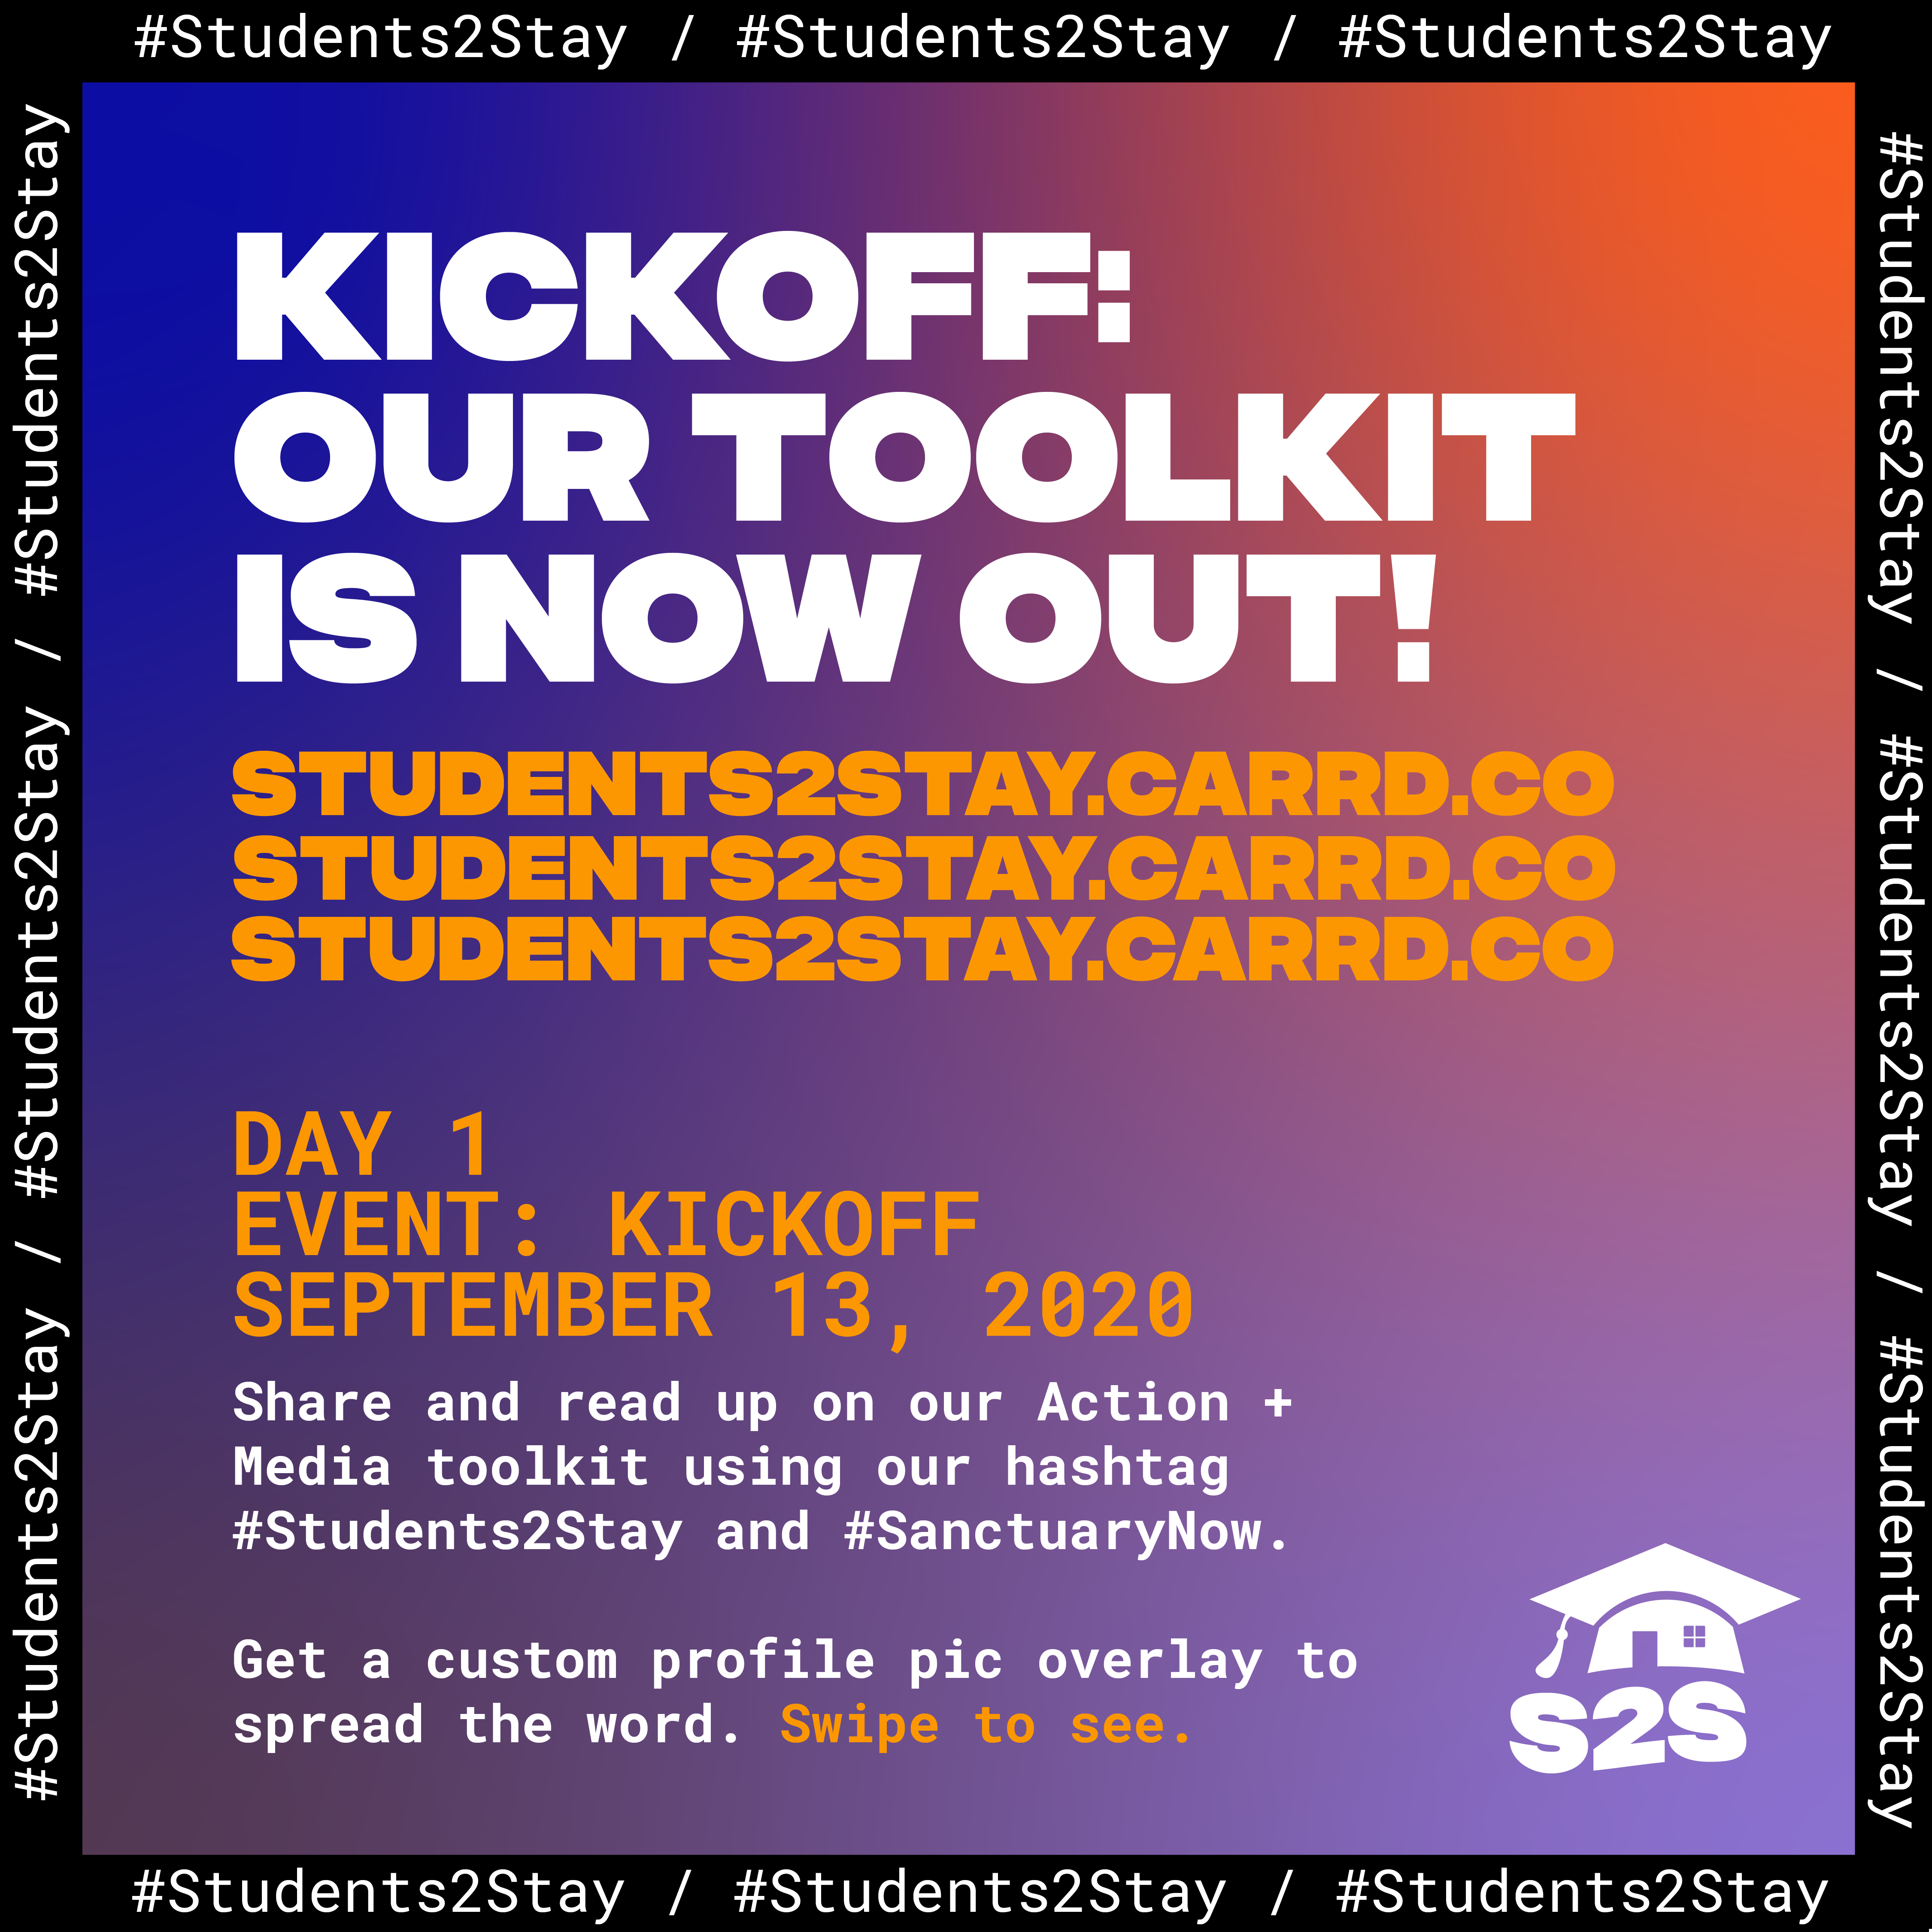 #Students2Stay / #Students2Stay / #Students2Stay
#Students2Stay / #Students2Stay / #Students2Stay
KICKOFF:
OUR TOOLKIT
IS NOW OUT!
STUDENTS2STAY.CARRD.CO
STUDENTS2STAY.CARRD.CO
STUDENTS2STAY.CARRD.CO
DAY 1
EVENT: KICKOFF
SEPTEMBER 13, 2020
Share and read up on our Action +
Media toolkit using our hashtag
#Students2Stay and #SanctuaryNow.
Get a custom profile pic overlay to
spread the word. Swipe to see.
S2S
#Students2Stay / #Students2Stay / #Students2Stay
#Students2Stay / #Students2Stay / #Students2Stay